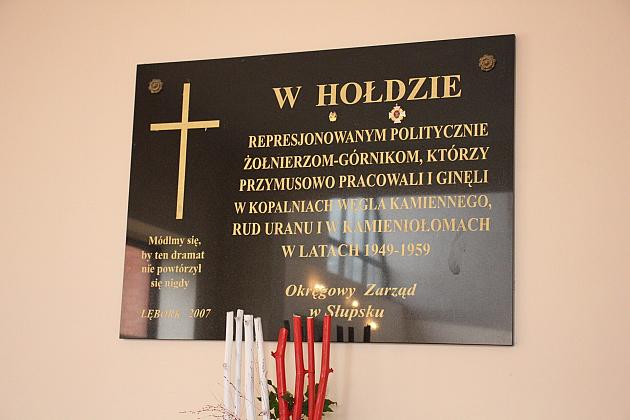 W HOŁDZIE
REPRESJONOWANYM POLITYCZNIE
ŻOŁNIERZOM-GÓRNIKOM, KTÓRZY
PRZYMUSOWO PRACOWALI I GINĘLI
W KOPALNIACH WĘGLA KAMIENNEGO,
RUD URANU I W KAMIENIOŁOMACH
W LATACH 1949-1959
Okręgowy Zarząd
w Słupsku
Módlmy się,
by ten dramat
nie powtórzył
się nigdy
LĘBORK 2007